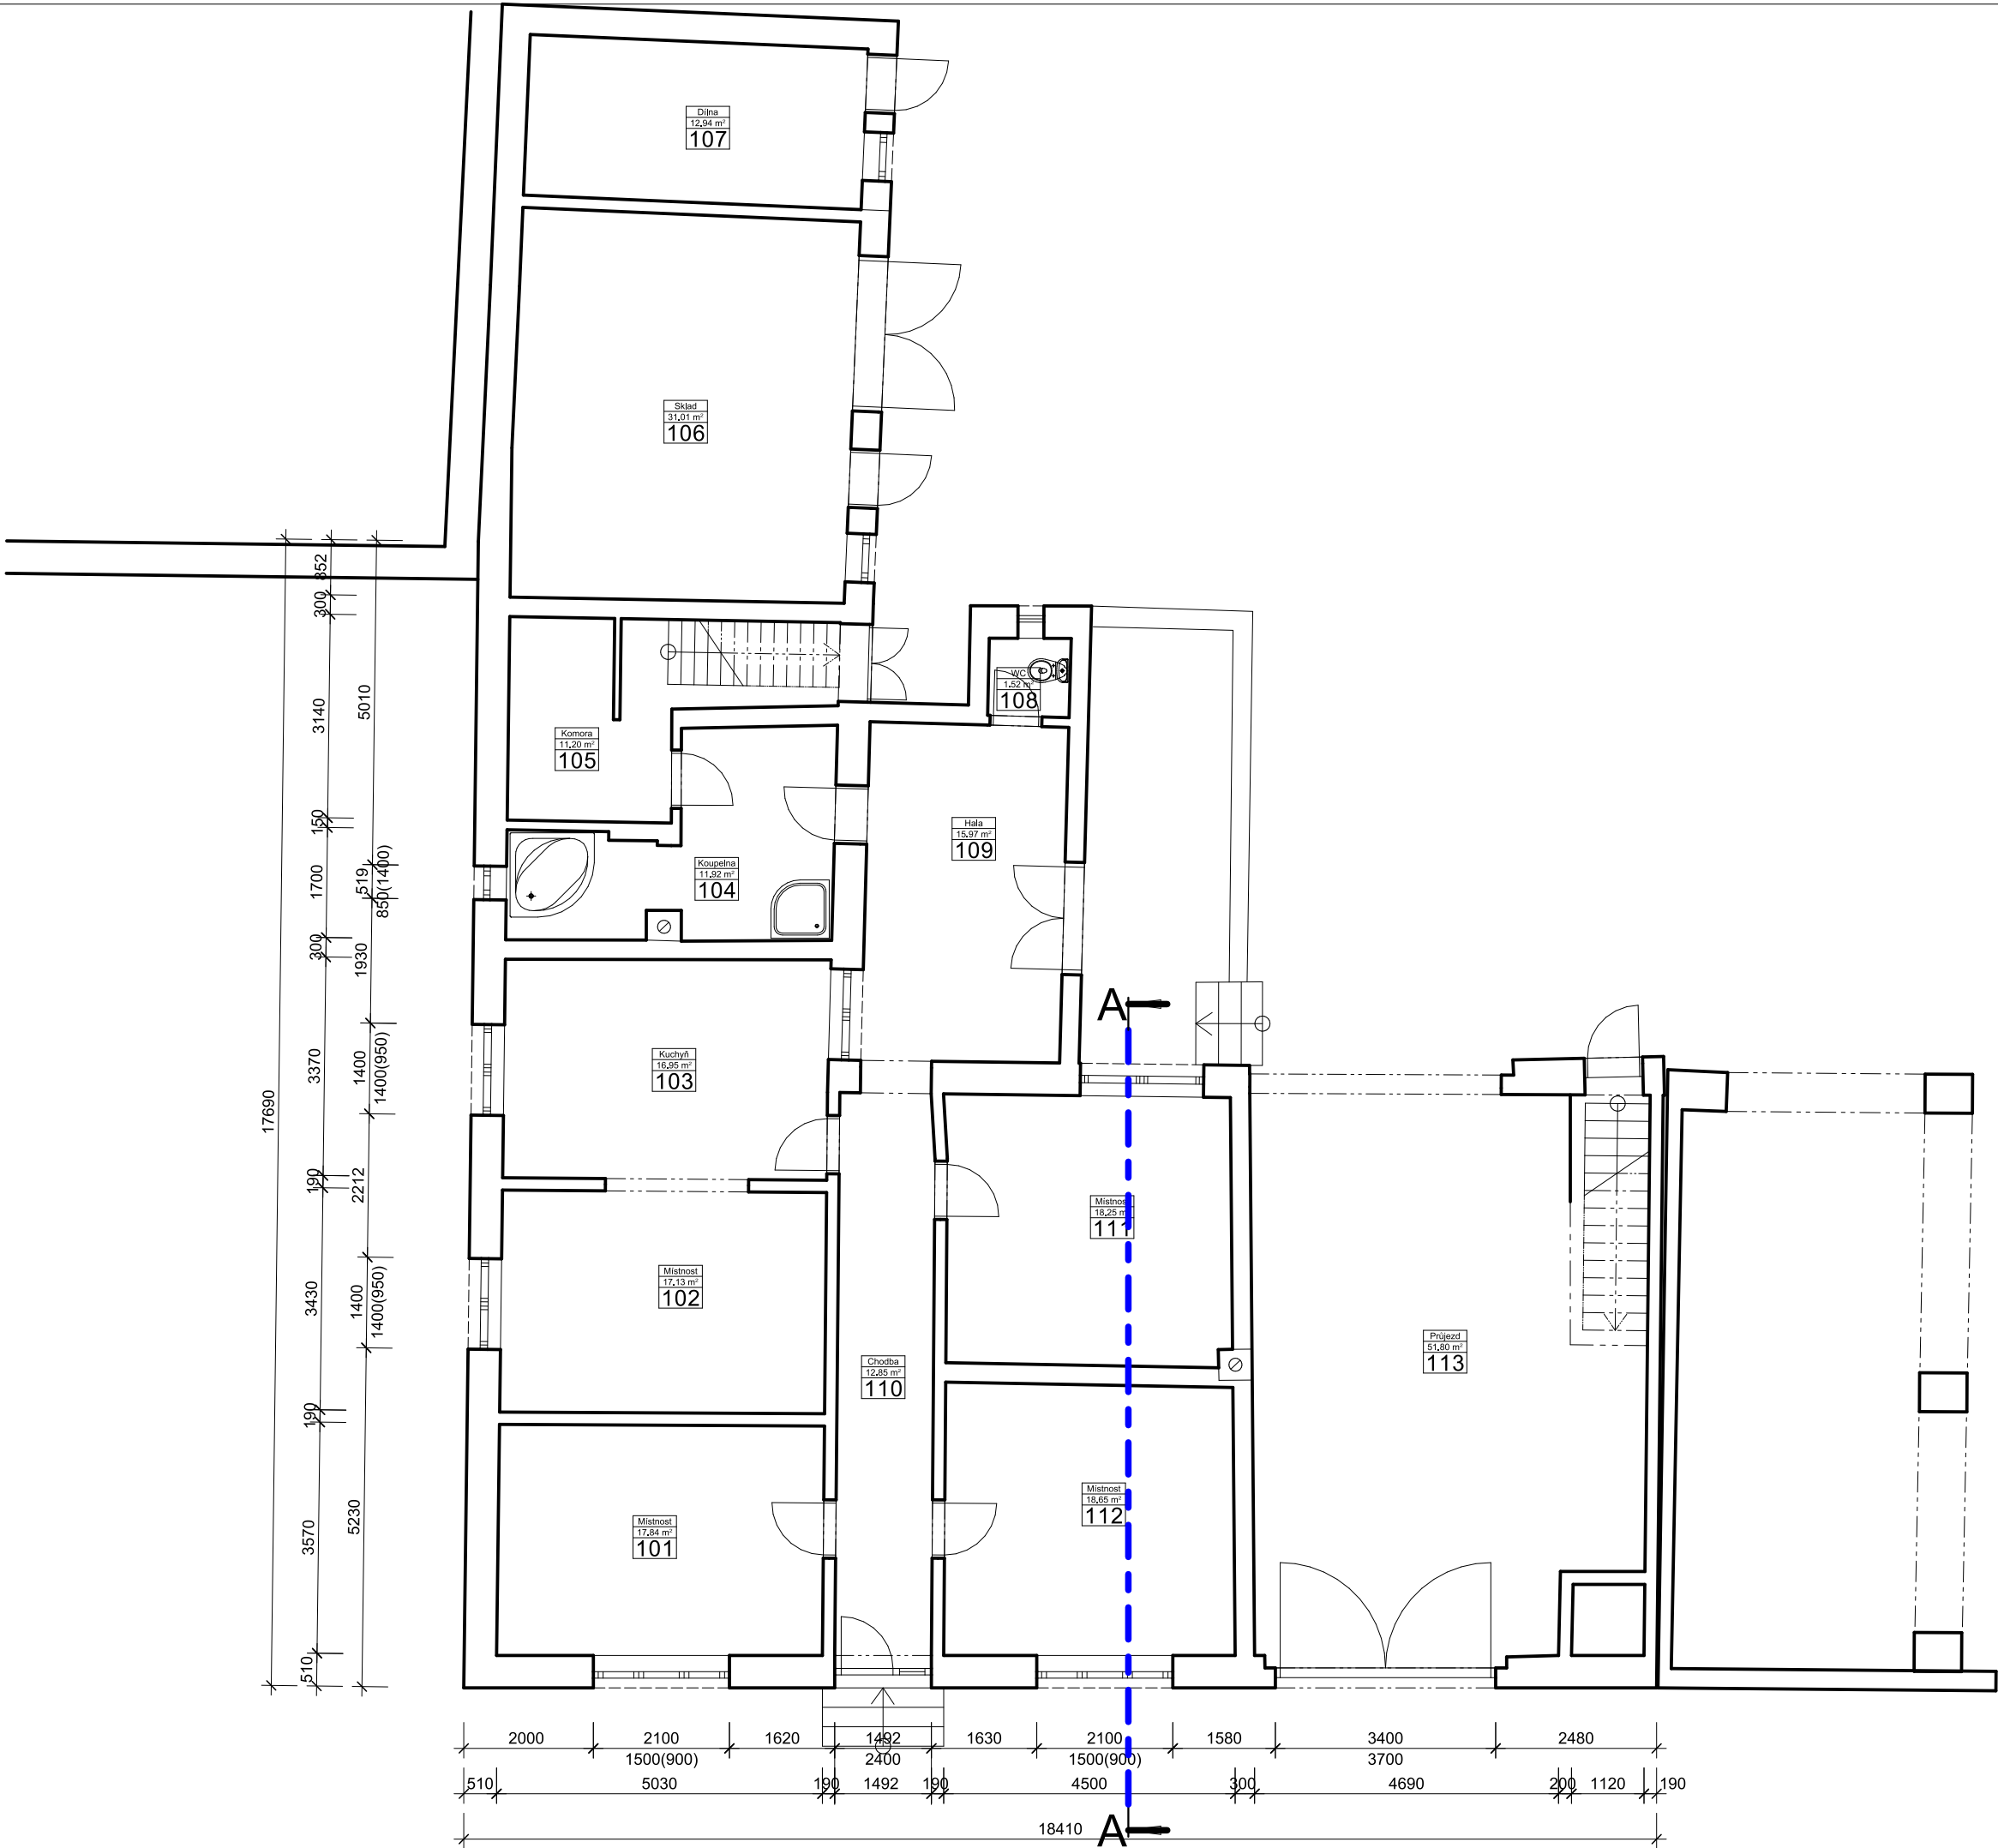 Dílna
12,94 m²
107
Sklad
31,01 m²
106
WC
1,52 m²
108
Komora
11,20 m²
105
Hala
15,97 m²
109
Koupelna
11,92 m²
104
Kuchyň
16,95 m²
103
Místnost
18,25 m²
111
Místnost
17,13 m²
102
Chodba
12,85 m²
110
Průjezd
51,80 m²
113
Místnost
18,65 m²
112
Místnost
17,84 m²
101
A
A
17690
852
300
3140
150
1700
300
3370
190
3430
190
3570
510
5010
519
850(1400)
1930
1400
1400(950)
2212
1400
1400(950)
5230
2000 2100 1620 1492 1630 2100 1580 3400 2480
1500(900) 2400 1500(900) 3700
510 5030 190 1492 190 4500 300 4690 200 1120 190
18410